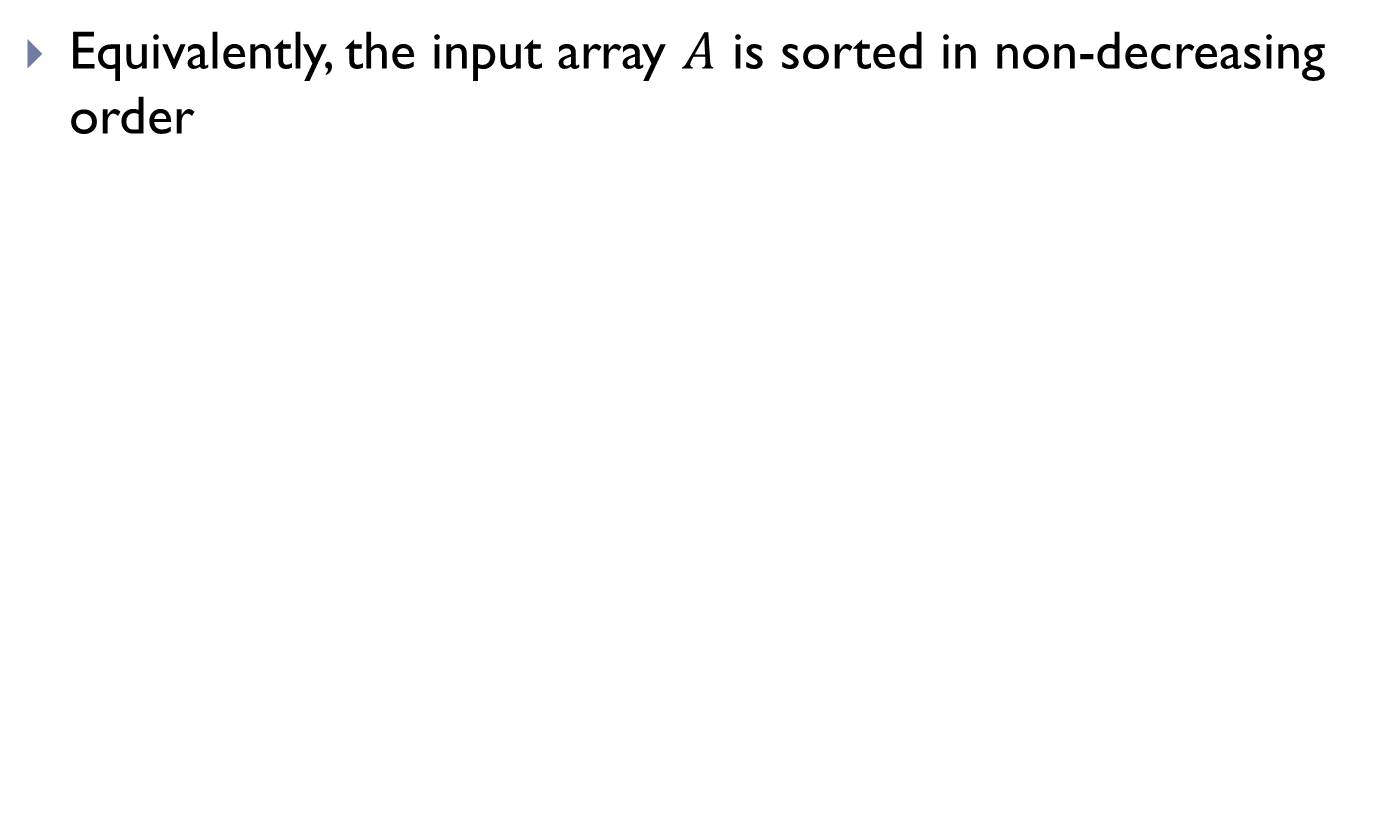 Equivalently, the input array A is sorted in non-decreasing
order